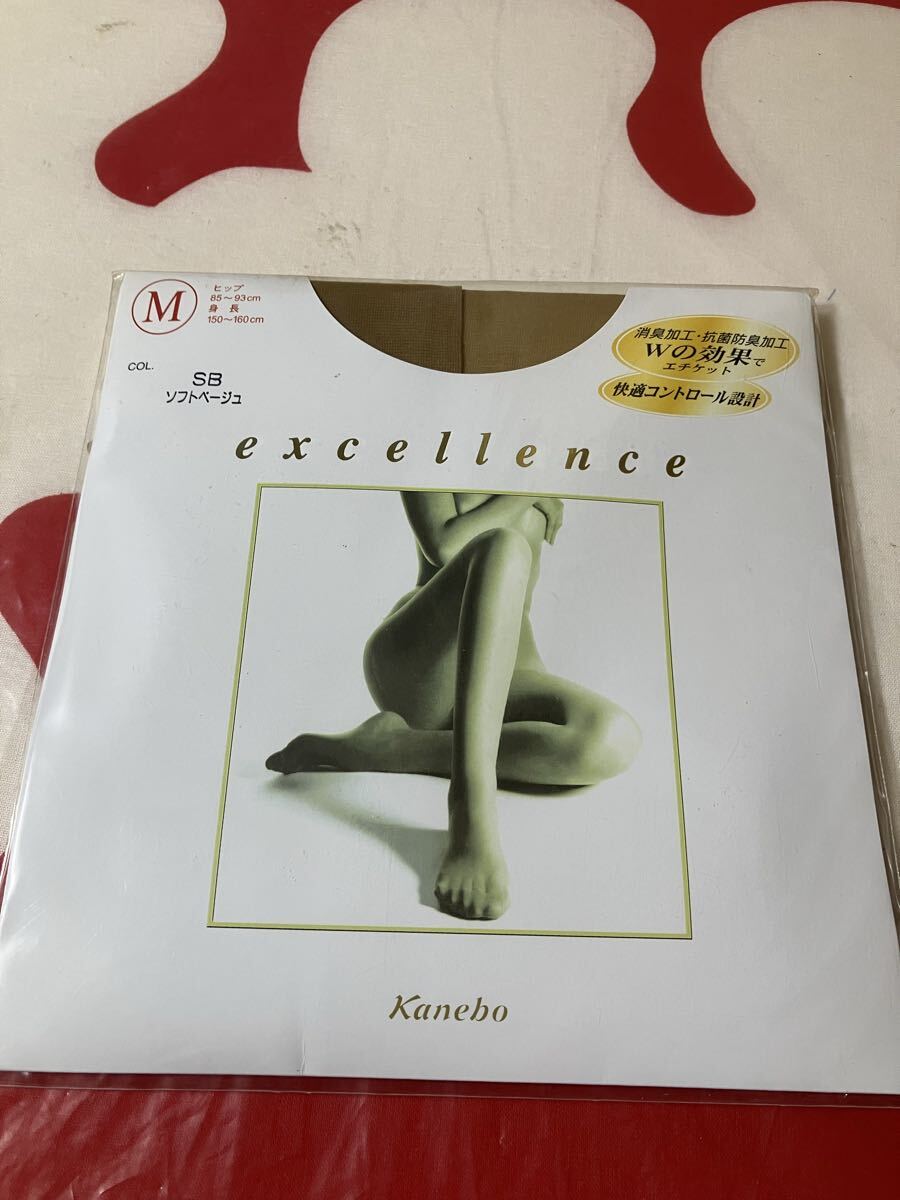 M
ヒップ
85～93cm
身長
150～160cm
COL.
SB
ソフトベージュ
消臭加工・抗菌防臭加工
Wの効果で
エチケット
快適コントロール設計
excellence
Kanebo